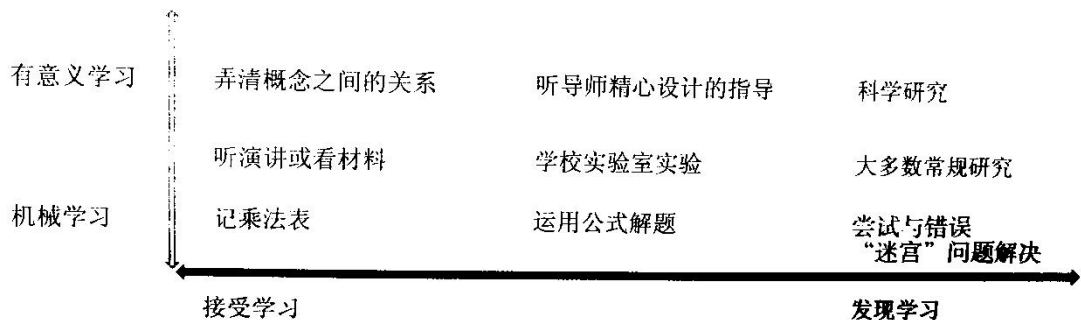 有意义学习 弄清概念之间的关系 听导师精心设计的指导 科学研究
听演讲或看材料 学校实验室实验 大多数常规研究
机械学习 记乘法表 运用公式解题 尝试与错误
“迷宫”问题解决
接受学习 发现学习